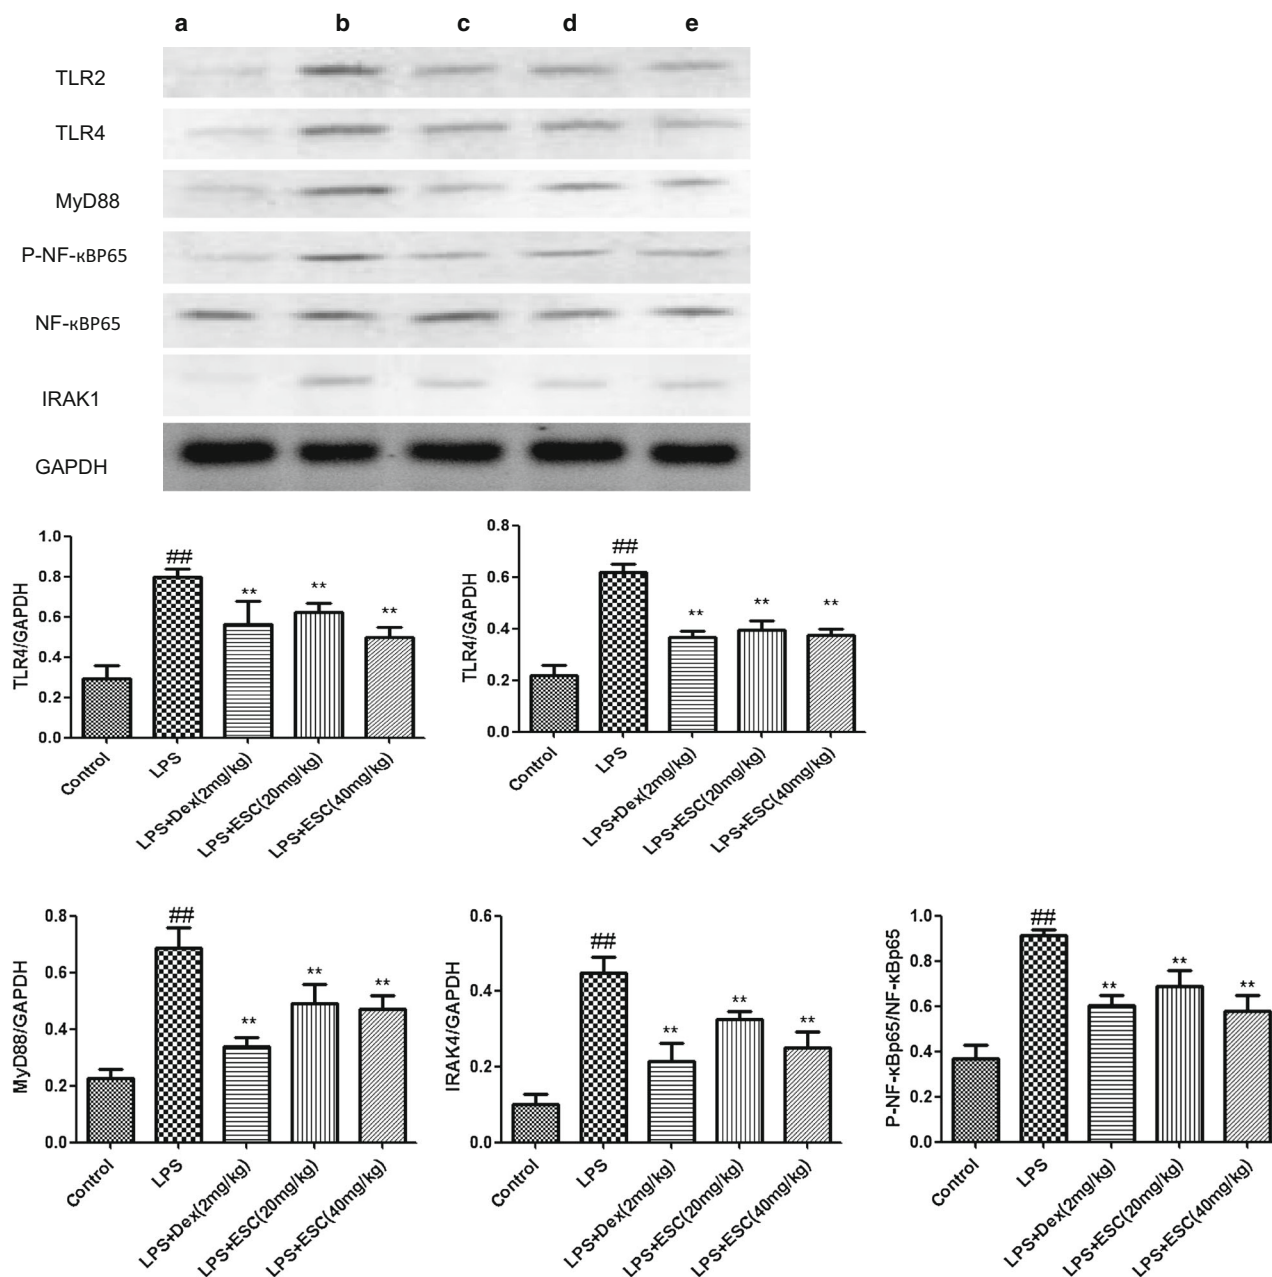 a b c d e
TLR2
TLR4
MyD88
P-NF-κBP65
NF-κBP65
IRAK1
GAPDH
TLR4/GAPDH
1.0
0.8
0.6
0.4
0.2
0.0
##
**
**
**
Control
LPS
LPS+Dex(2mg/kg)
LPS+ESC(20mg/kg)
LPS+ESC(40mg/kg)
TLR4/GAPDH
0.8
0.6
0.4
0.2
0.0
##
**
**
**
Control
LPS
LPS+Dex(2mg/kg)
LPS+ESC(20mg/kg)
LPS+ESC(40mg/kg)
MyD88/GAPDH
0.8
0.6
0.4
0.2
0.0
##
**
**
**
Control
LPS
LPS+Dex(2mg/kg)
LPS+ESC(20mg/kg)
LPS+ESC(40mg/kg)
IRAK4/GAPDH
0.6
0.4
0.2
0.0
##
**
**
**
Control
LPS
LPS+Dex(2mg/kg)
LPS+ESC(20mg/kg)
LPS+ESC(40mg/kg)
P-NF-κBp65/NF-κBp65
1.0
0.8
0.6
0.4
0.2
0.0
##
**
**
**
Control
LPS
LPS+Dex(2mg/kg)
LPS+ESC(20mg/kg)
LPS+ESC(40mg/kg)